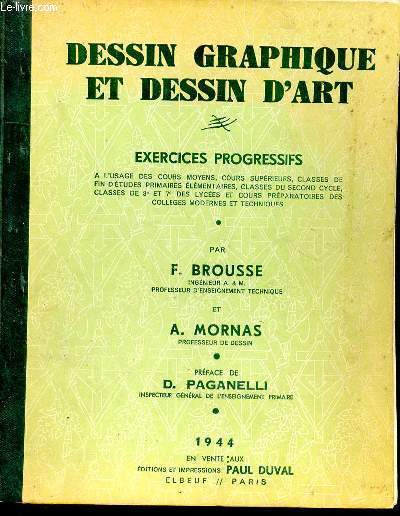 Le-livre.com
DESSIN GRAPHIQUE
ET DESSIN D'ART
EXERCICES PROGRESSIFS
A L'USAGE DES COURS MOYENS, COURS SUPÉRIEURS, CLASSES DE
FIN D'ÉTUDES PRIMAIRES ÉLÉMENTAIRES, CLASSES DU SECOND CYCLE,
CLASSES DE 8e ET 7e DES LYCÉES ET COURS PRÉPARATOIRES DES
COLLEGES MODERNES ET TECHNIQUES
PAR
F. BROUSSE
INGÉNIEUR A. & M.
PROFESSEUR D'ENSEIGNEMENT TECHNIQUE
ET
A. MORNAS
PROFESSEUR DE DESSIN
PRÉFACE DE
D. PAGANELLI
INSPECTEUR GÉNÉRAL DE L'ENSEIGNEMENT PRIMAIRE
1944
EN VENTE AUX
ÉDITIONS ET IMPRESSIONS PAUL DUVAL
ELBEUF // PARIS